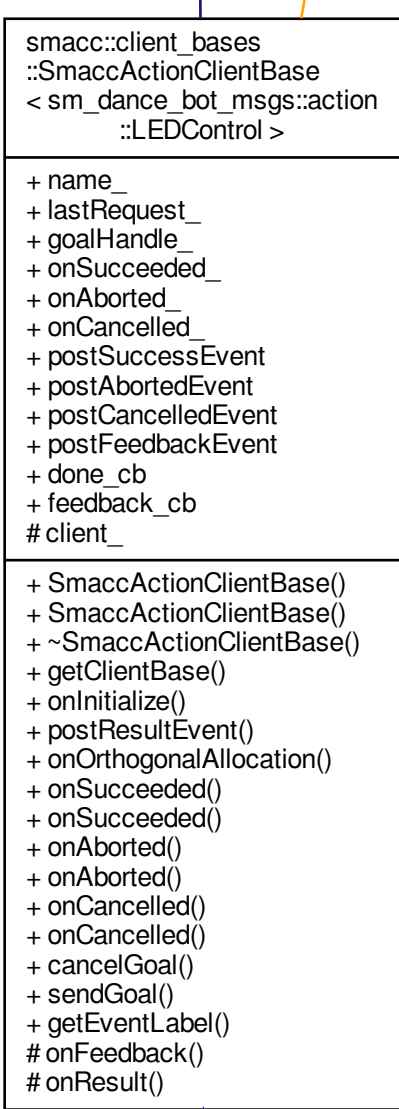 smacc::client_bases
::SmaccActionClientBase
< sm_dance_bot_msgs::action
::LEDControl >
+ name_
+ lastRequest_
+ goalHandle_
+ onSucceeded_
+ onAborted_
+ onCancelled_
+ postSuccessEvent
+ postAbortedEvent
+ postCancelledEvent
+ postFeedbackEvent
+ done_cb
+ feedback_cb
# client_
+ SmaccActionClientBase()
+ SmaccActionClientBase()
+ ~SmaccActionClientBase()
+ getClientBase()
+ onInitialize()
+ postResultEvent()
+ onOrthogonalAllocation()
+ onSucceeded()
+ onSucceeded()
+ onAborted()
+ onAborted()
+ onCancelled()
+ onCancelled()
+ cancelGoal()
+ sendGoal()
+ getEventLabel()
# onFeedback()
# onResult()